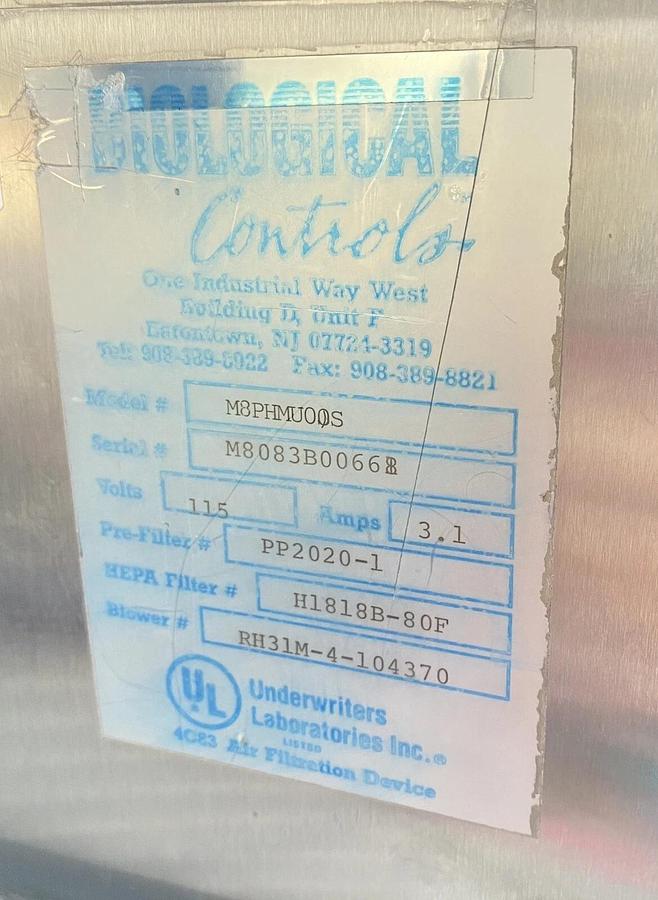 BIOLOGICAL
Controls
One Industrial Way West
Building D, Unit F
Eatontown, NJ 07724-3319
Tel: 908-389-8922 Fax: 908-389-8821
Model # M8PHMU00S
Serial # M8083B0066
Volts 115 Amps 3.1
Pre-Filter # PP2020-1
HEPA Filter # H1818B-80F
Blower # RH31M-4-104370
UL Underwriters
Laboratories Inc.®
LISTED
4C83 Air Filtration Device